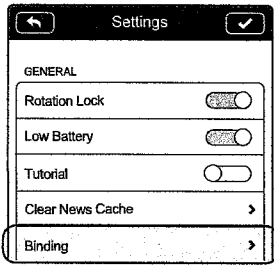 Settings
GENERAL
Rotation Lock
Low Battery
Tutorial
Clear News Cache
Binding